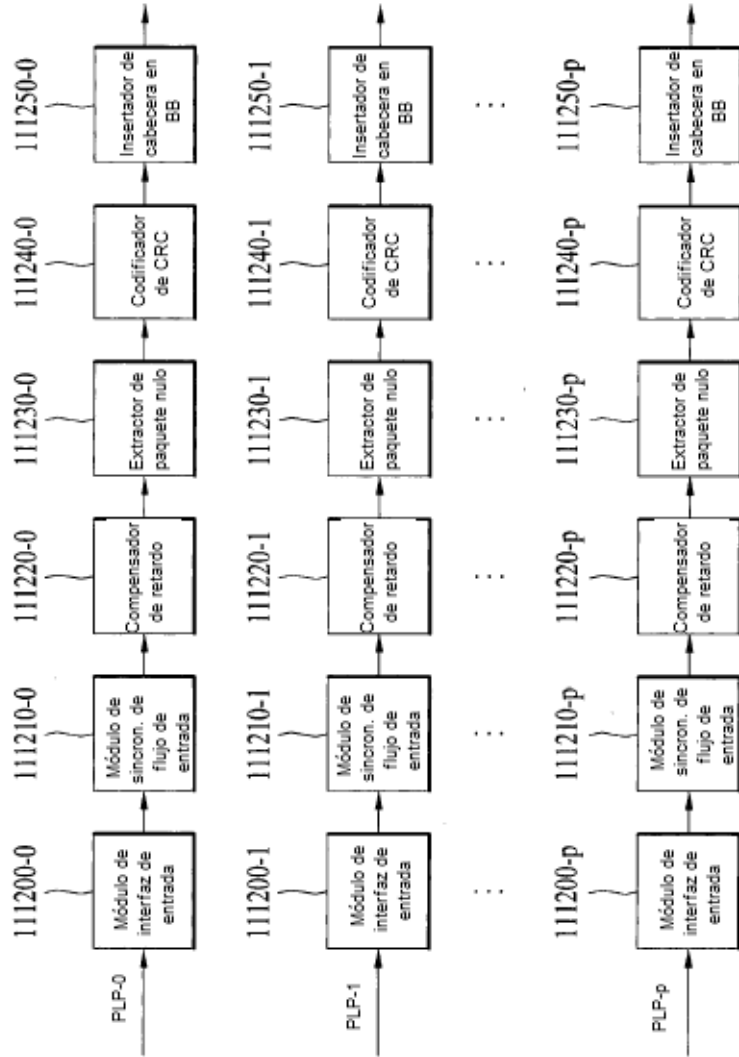 111200-0
111210-0
111220-0
111230-0
111240-0
111250-0
PLP-0
Módulo de
interfaz de
entrada
Módulo de
sincron. de
flujo de
entrada
Compensador
de retardo
Extractor de
paquete nulo
Codificador
de CRC
Insertador de
cabecera en
BB
111200-1
111210-1
111220-1
111230-1
111240-1
111250-1
PLP-1
Módulo de
interfaz de
entrada
Módulo de
sincron. de
flujo de
entrada
Compensador
de retardo
Extractor de
paquete nulo
Codificador
de CRC
Insertador de
cabecera en
BB
...
...
...
...
...
...
111200-p
111210-p
111220-p
111230-p
111240-p
111250-p
PLP-p
Módulo de
interfaz de
entrada
Módulo de
sincron. de
flujo de
entrada
Compensador
de retardo
Extractor de
paquete nulo
Codificador
de CRC
Insertador de
cabecera en
BB